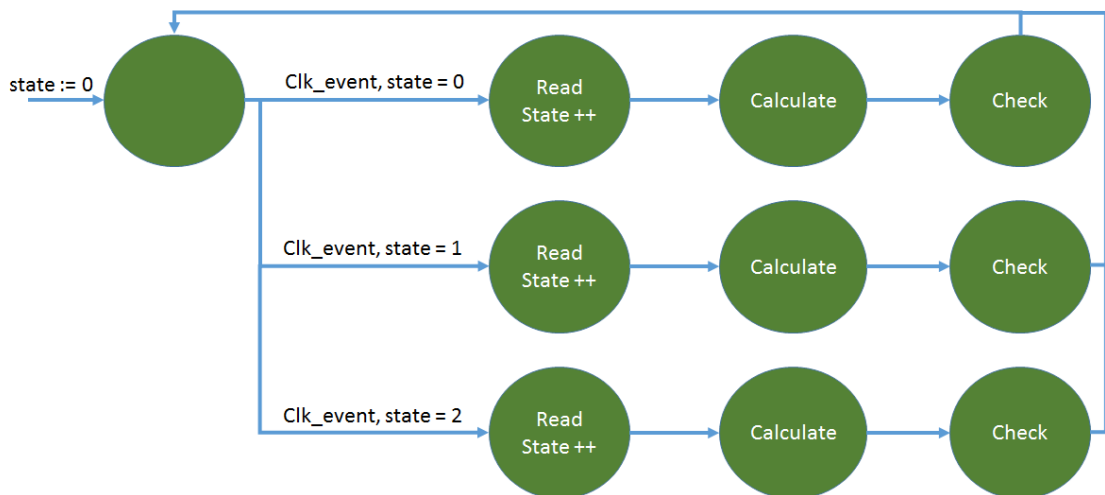 state := 0
Clk_event, state = 0
Read
State ++
Calculate
Check
Clk_event, state = 1
Read
State ++
Calculate
Check
Clk_event, state = 2
Read
State ++
Calculate
Check